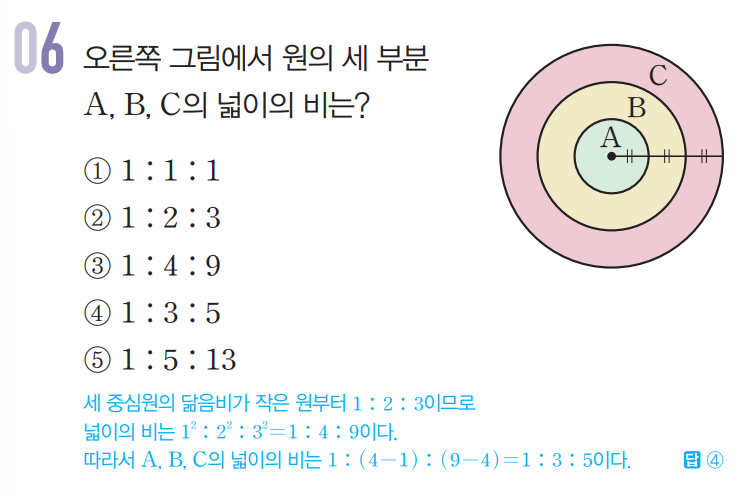 06
오른쪽 그림에서 원의 세 부분
A, B, C의 넓이의 비는?
① 1 : 1 : 1
② 1 : 2 : 3
③ 1 : 4 : 9
④ 1 : 3 : 5
⑤ 1 : 5 : 13
C
B
A
세 중심원의 닮음비가 작은 원부터 1 : 2 : 3이므로
넓이의 비는 1² : 2² : 3²=1 : 4 : 9이다.
따라서 A, B, C의 넓이의 비는 1 : (4-1) : (9-4)=1 : 3 : 5이다. 답 ④